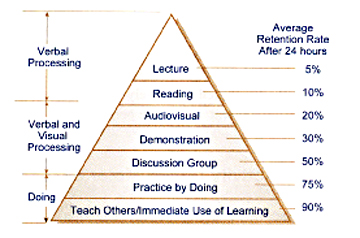 Average
Retention Rate
After 24 hours
Verbal
Processing
Lecture
5%
Reading
10%
Verbal and
Visual
Processing
Audiovisual
20%
Demonstration
30%
Discussion Group
50%
Doing
Practice by Doing
75%
Teach Others/Immediate Use of Learning
90%